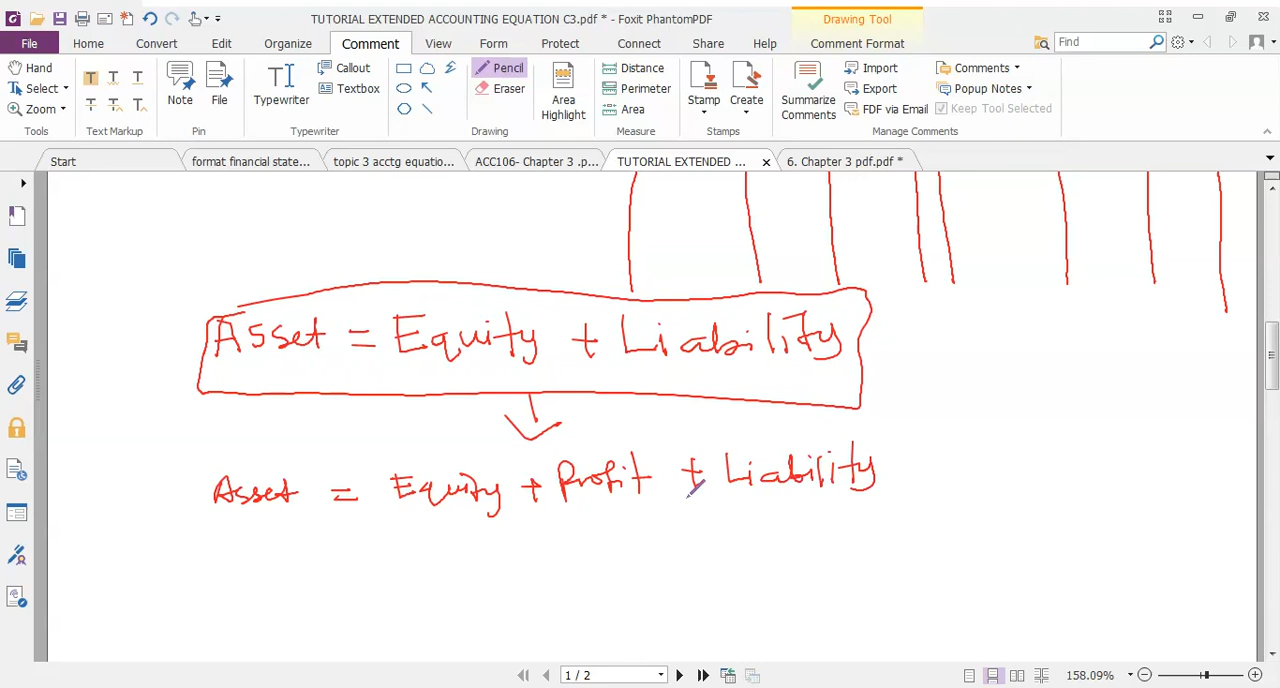 TUTORIAL EXTENDED ACCOUNTING EQUATION C3.pdf * - Foxit PhantomPDF
Drawing Tool
File Home Convert Edit Organize Comment View Form Protect Connect Share Help Comment Format Find
Hand Select Zoom
Tools
T T T T T T
Text Markup
Note File
Pin
Typewriter Callout Textbox
Typewriter
Pencil Eraser
Drawing
Area Highlight Distance Perimeter Area
Measure
Stamp Create
Stamps
Summarize Comments Import Export FDF via Email Comments Popup Notes Keep Tool Selected
Manage Comments
Start format financial state... topic 3 acctg equatio... ACC106- Chapter 3 .p... TUTORIAL EXTENDED ... 6. Chapter 3 pdf.pdf *
Asset = Equity + Liability
Asset = Equity + Profit + Liability
1 / 2 158.09%